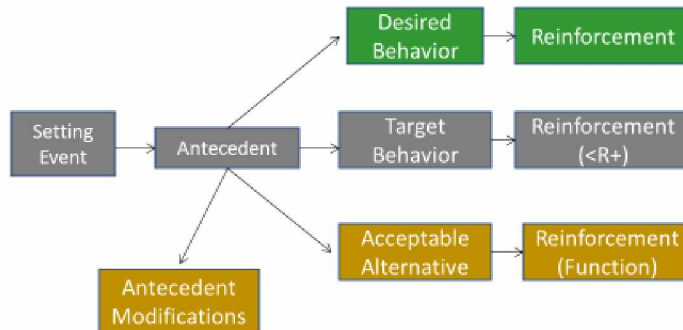 Desired
Behavior
Reinforcement
Setting
Event
Antecedent
Target
Behavior
Reinforcement
(<R+)
Acceptable
Alternative
Reinforcement
(Function)
Antecedent
Modifications